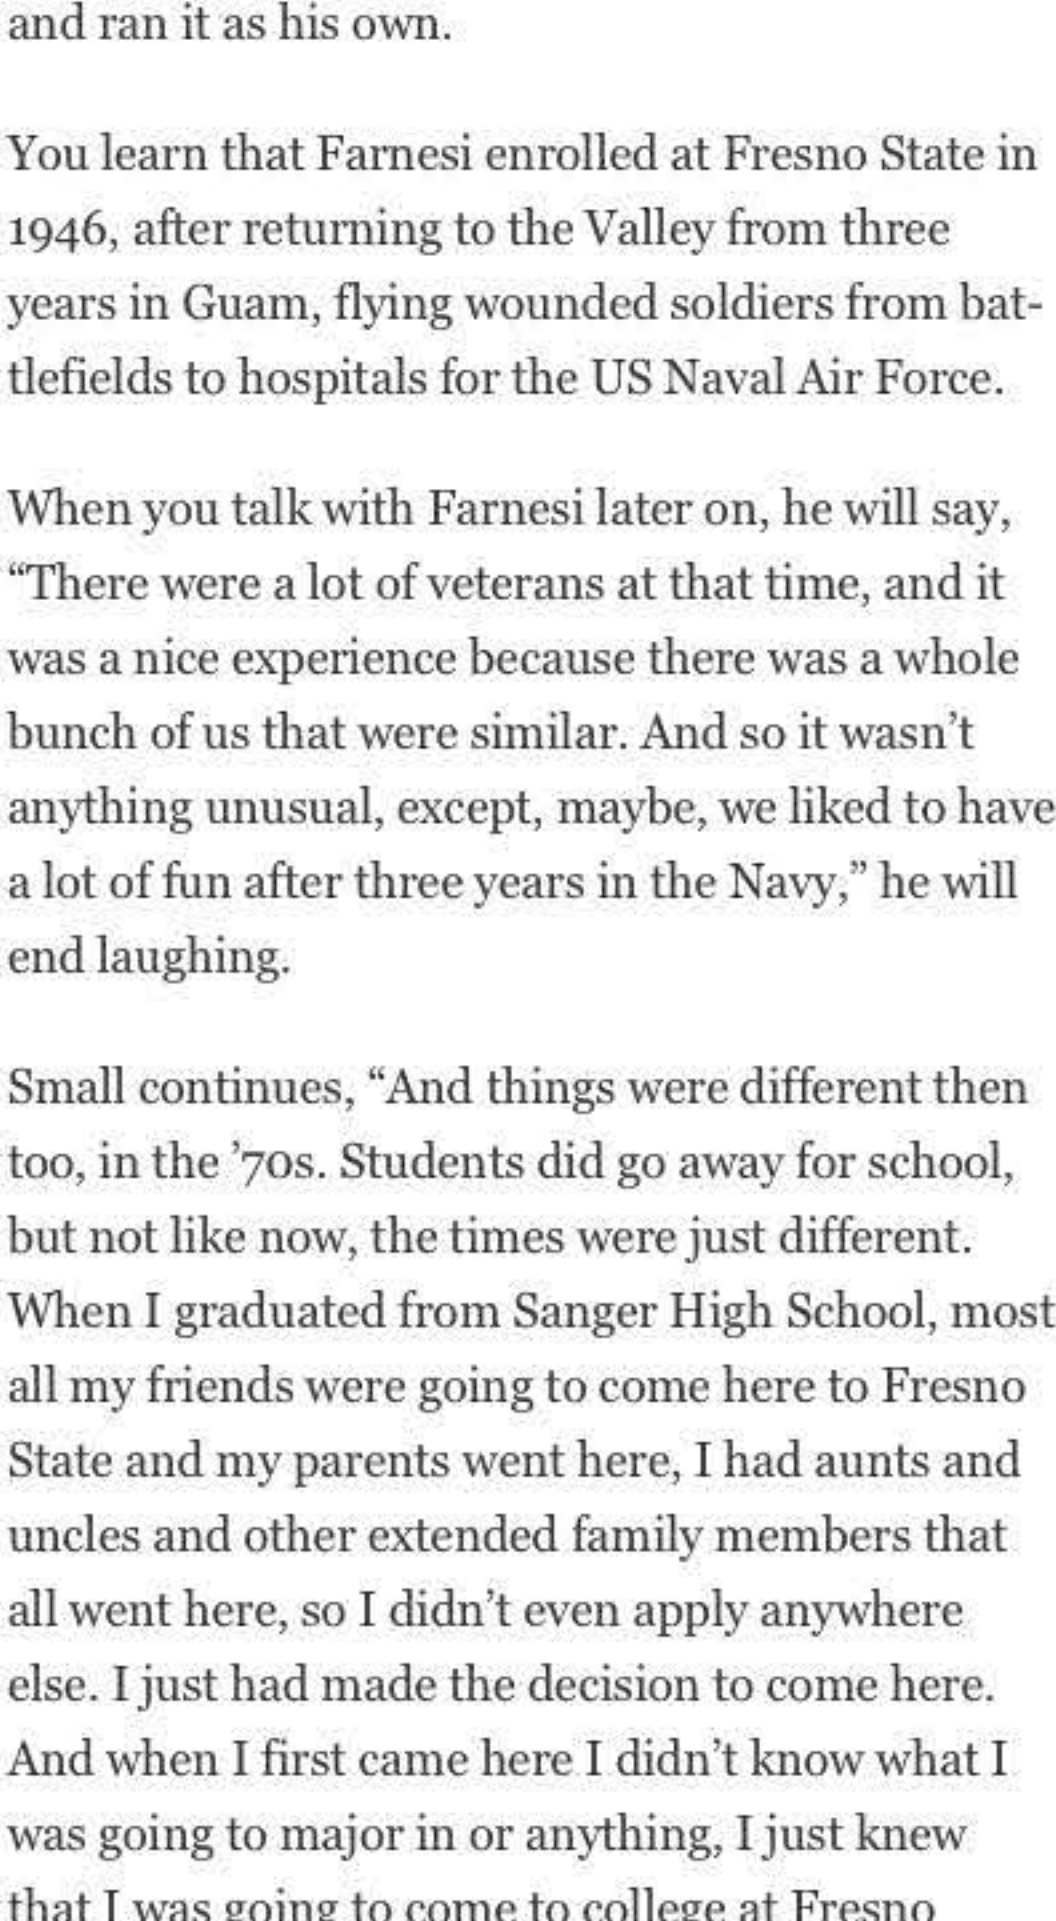 and ran it as his own.
You learn that Farnesi enrolled at Fresno State in
1946, after returning to the Valley from three
years in Guam, flying wounded soldiers from bat-
tlefields to hospitals for the US Naval Air Force.
When you talk with Farnesi later on, he will say,
“There were a lot of veterans at that time, and it
was a nice experience because there was a whole
bunch of us that were similar. And so it wasn’t
anything unusual, except, maybe, we liked to have
a lot of fun after three years in the Navy,” he will
end laughing.
Small continues, “And things were different then
too, in the ’70s. Students did go away for school,
but not like now, the times were just different.
When I graduated from Sanger High School, most
all my friends were going to come here to Fresno
State and my parents went here, I had aunts and
uncles and other extended family members that
all went here, so I didn’t even apply anywhere
else. I just had made the decision to come here.
And when I first came here I didn’t know what I
was going to major in or anything, I just knew
that I was going to come to college at Fresno